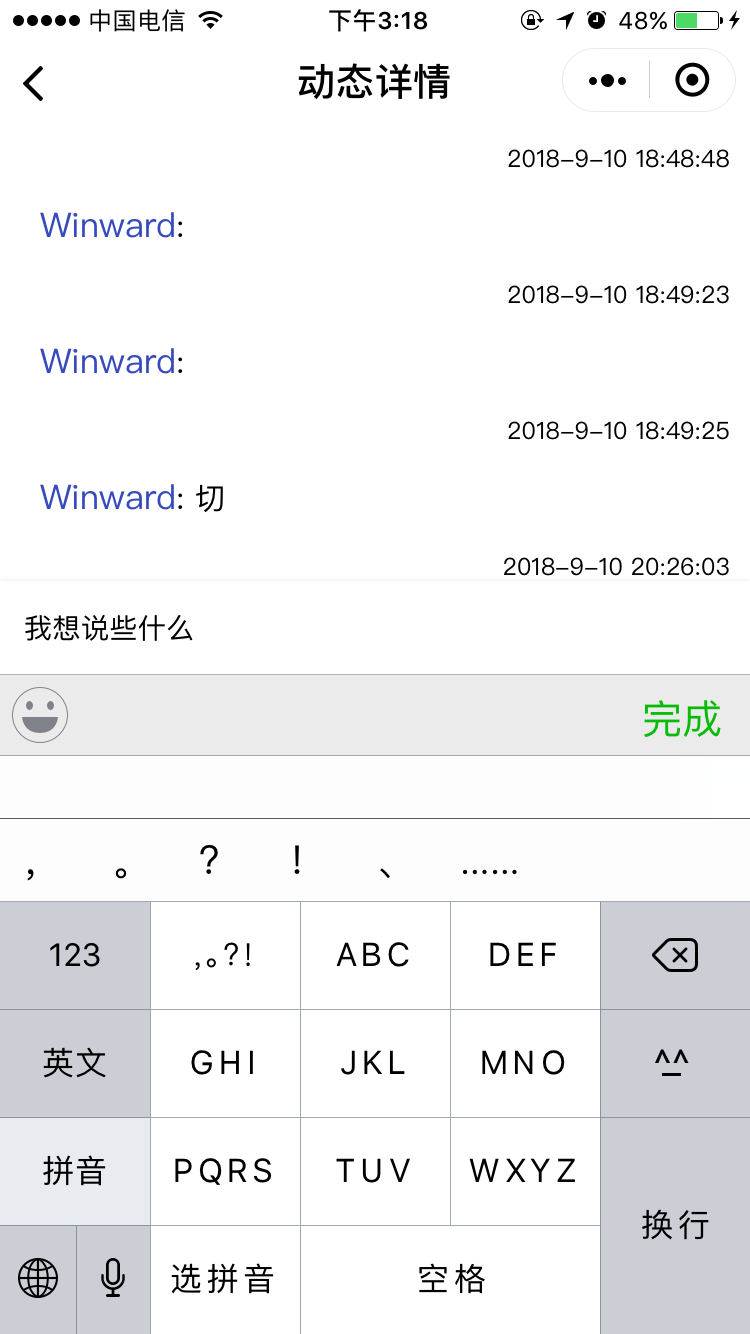 中国电信 下午3:18 48%
动态详情
2018-9-10 18:48:48
Winward:
2018-9-10 18:49:23
Winward:
2018-9-10 18:49:25
Winward: 切
2018-9-10 20:26:03
我想说些什么
完成
， 。 ？ ！ 、 ……
123 ,。?! ABC DEF
英文 GHI JKL MNO ^^
拼音 PQRS TUV WXYZ
换行
选拼音 空格